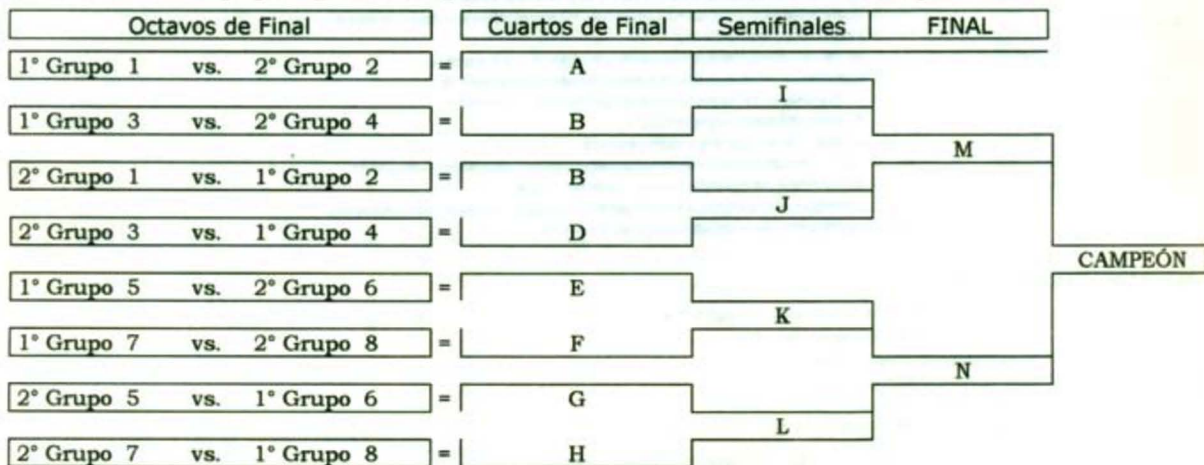 Octavos de Final Cuartos de Final Semifinales FINAL
1° Grupo 1 vs. 2° Grupo 2 = A
I
1° Grupo 3 vs. 2° Grupo 4 = B
M
2° Grupo 1 vs. 1° Grupo 2 = B
J
2° Grupo 3 vs. 1° Grupo 4 = D
CAMPEÓN
1° Grupo 5 vs. 2° Grupo 6 = E
K
1° Grupo 7 vs. 2° Grupo 8 = F
N
2° Grupo 5 vs. 1° Grupo 6 = G
L
2° Grupo 7 vs. 1° Grupo 8 = H